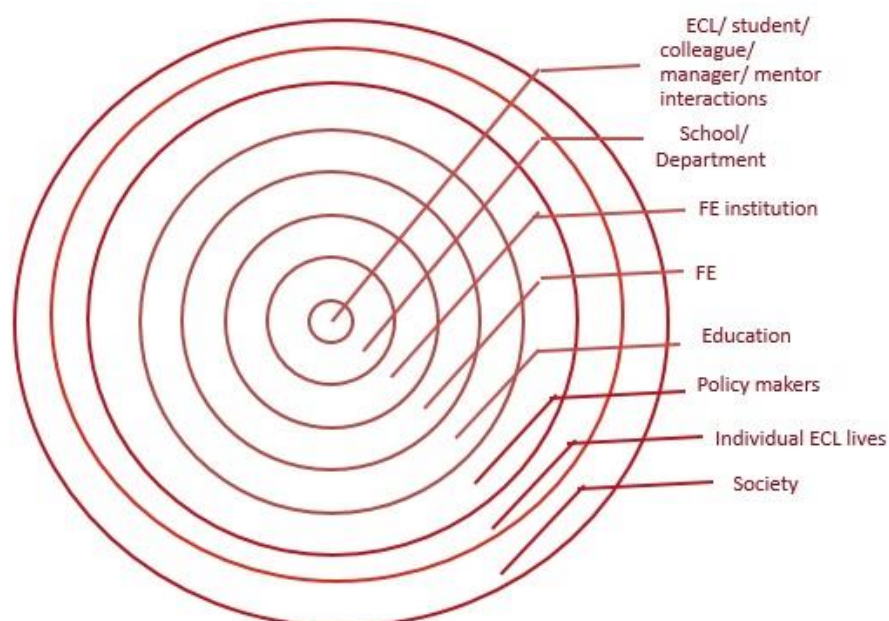 ECL/ student/
colleague/
manager/ mentor
interactions
School/
Department
FE institution
FE
Education
Policy makers
Individual ECL lives
Society